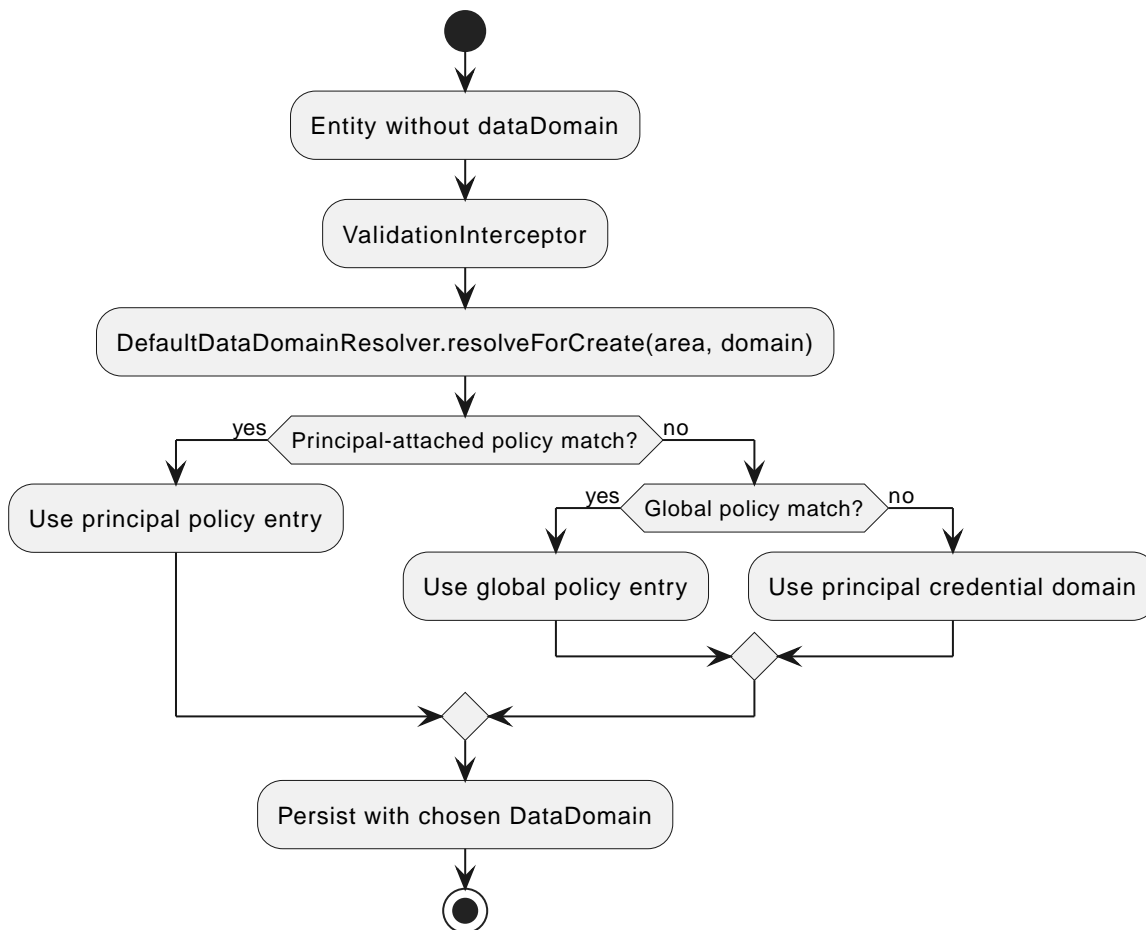 Entity without dataDomain
ValidationInterceptor
DefaultDataDomainResolver.resolveForCreate(area, domain)
yes
Principal-attached policy match?
no
Use principal policy entry
yes
Global policy match?
no
Use global policy entry
Use principal credential domain
Persist with chosen DataDomain